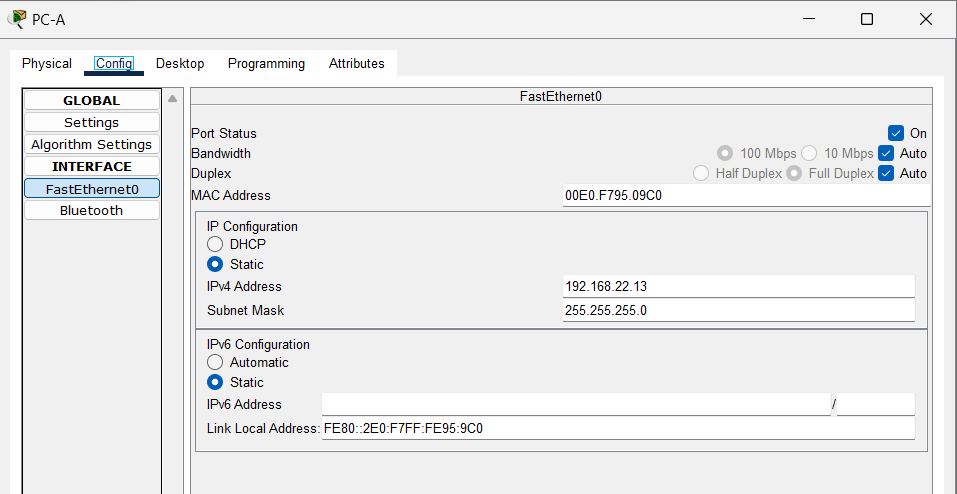 PC-A
Physical Config Desktop Programming Attributes
GLOBAL
Settings
Algorithm Settings
INTERFACE
FastEthernet0
Bluetooth
FastEthernet0
Port Status On
Bandwidth 100 Mbps 10 Mbps Auto
Duplex Half Duplex Full Duplex Auto
MAC Address 00E0.F795.09C0
IP Configuration
DHCP
Static
IPv4 Address 192.168.22.13
Subnet Mask 255.255.255.0
IPv6 Configuration
Automatic
Static
IPv6 Address /
Link Local Address: FE80::2E0:F7FF:FE95:9C0